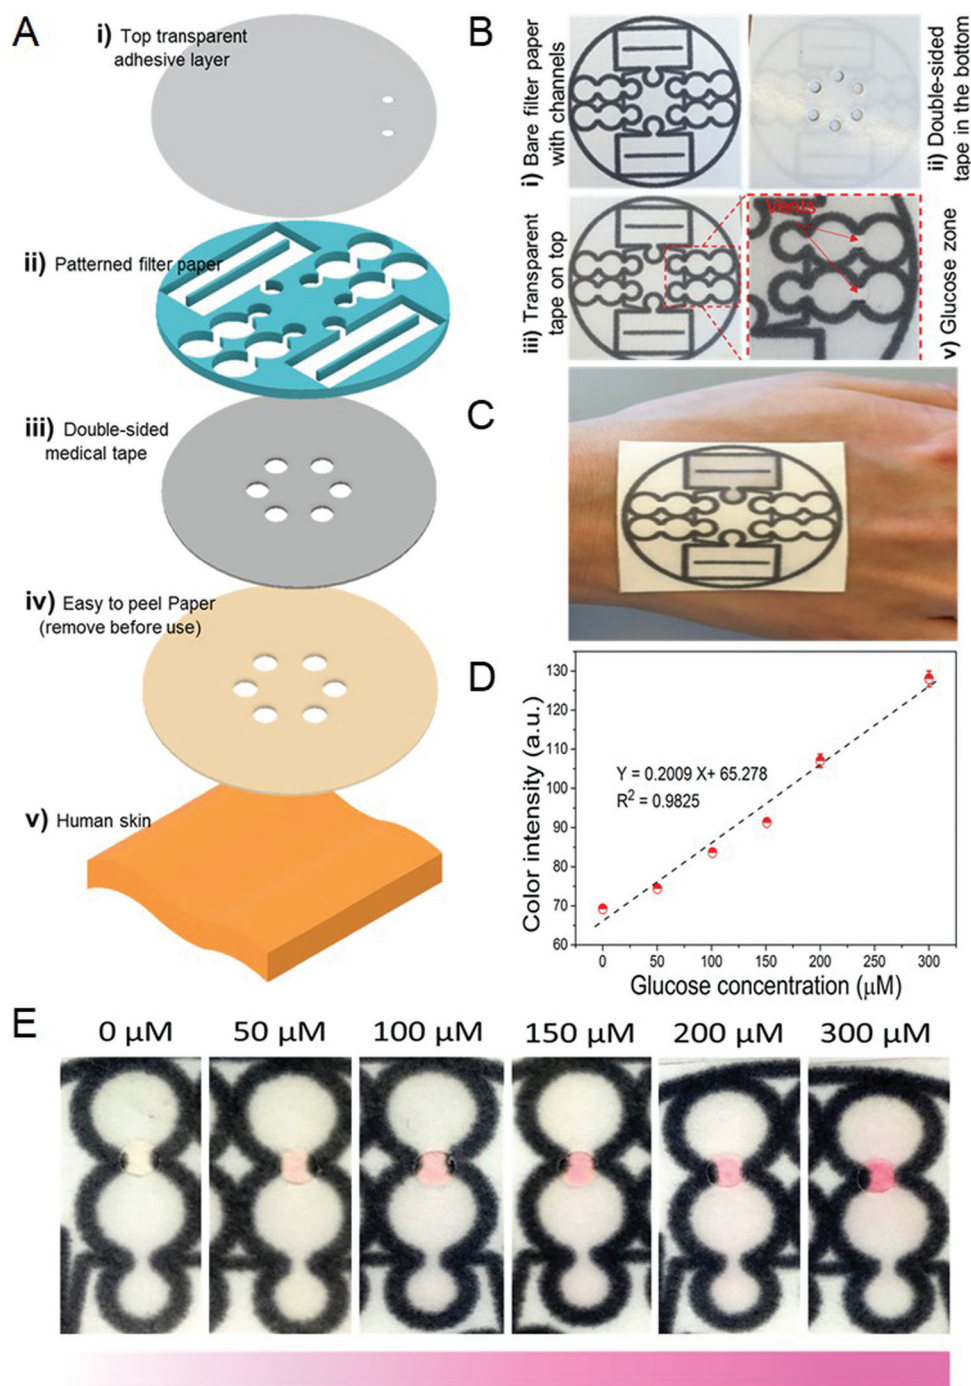 A
i) Top transparent
adhesive layer
ii) Patterned filter paper
iii) Double-sided
medical tape
iv) Easy to peel Paper
(remove before use)
v) Human skin
B
i) Bare filter paper
with channels
ii) Double-sided
tape in the bottom
iii) Transparent
tape on top
Vents
v) Glucose zone
C
D
Color intensity (a.u.)
130
120
110
100
90
80
70
60
Y = 0.2009 X+ 65.278
R² = 0.9825
0 50 100 150 200 250 300
Glucose concentration (µM)
E
0 µM 50 µM 100 µM 150 µM 200 µM 300 µM